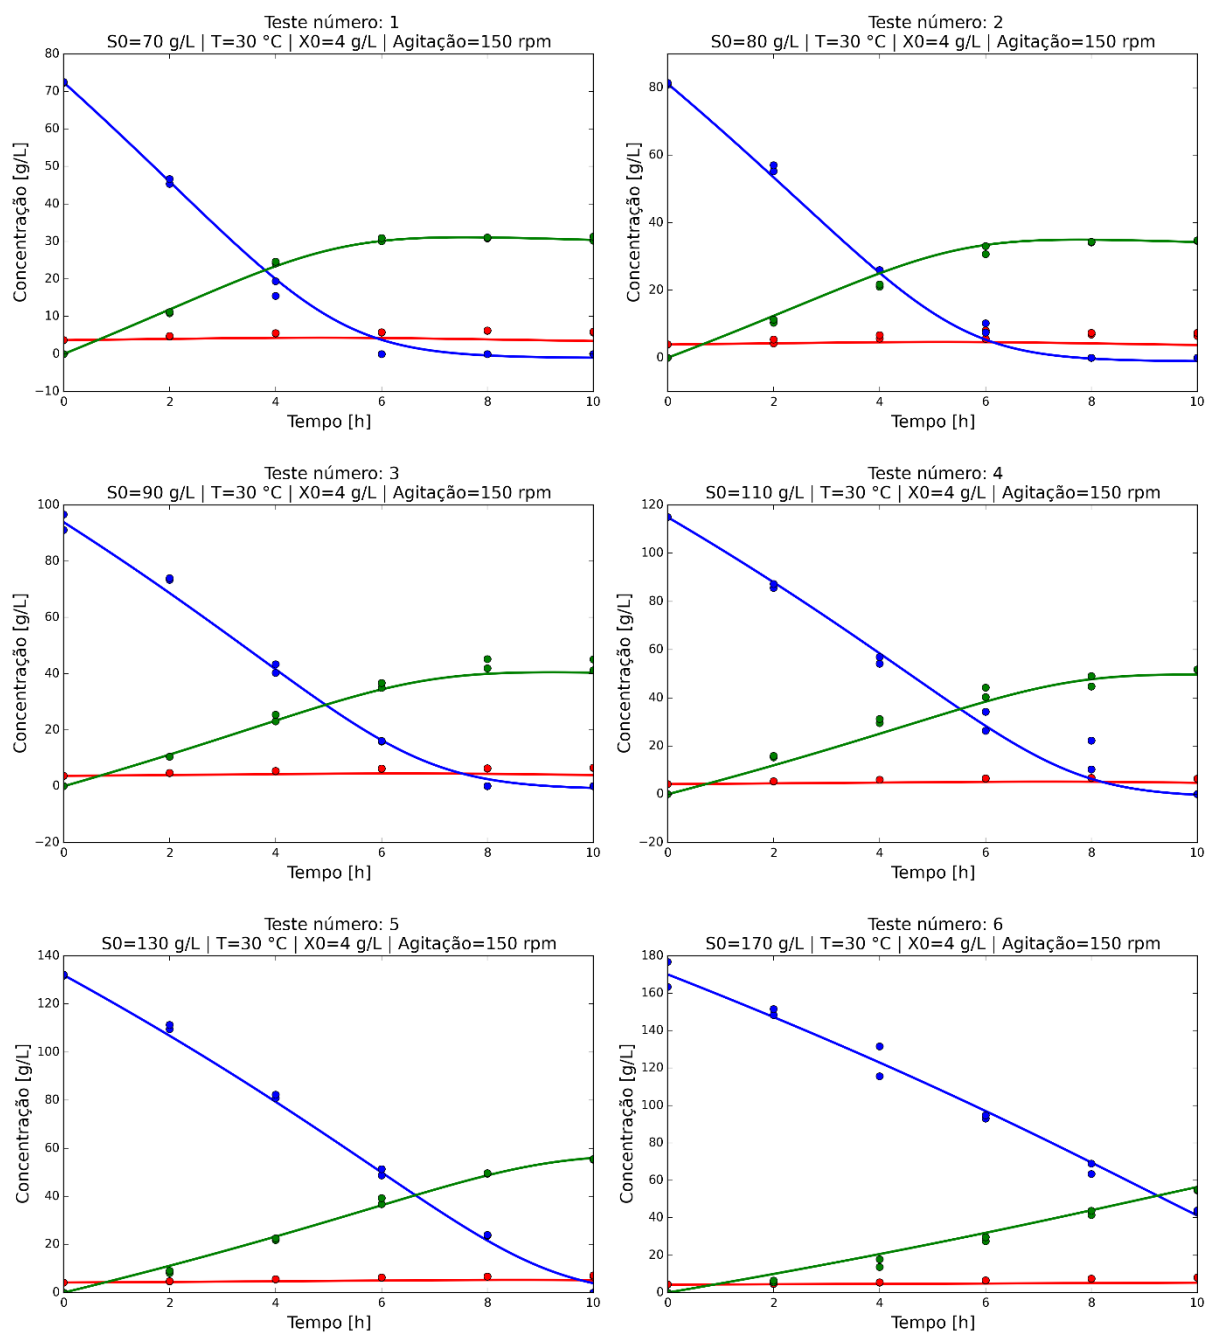 Teste número: 1
S0=70 g/L | T=30 °C | X0=4 g/L | Agitação=150 rpm
80
70
60
50
40
30
20
10
0
−10
Concentração [g/L]
0 2 4 6 8 10
Tempo [h]
Teste número: 2
S0=80 g/L | T=30 °C | X0=4 g/L | Agitação=150 rpm
80
60
40
20
0
Concentração [g/L]
0 2 4 6 8 10
Tempo [h]
Teste número: 3
S0=90 g/L | T=30 °C | X0=4 g/L | Agitação=150 rpm
100
80
60
40
20
0
−20
Concentração [g/L]
0 2 4 6 8 10
Tempo [h]
Teste número: 4
S0=110 g/L | T=30 °C | X0=4 g/L | Agitação=150 rpm
120
100
80
60
40
20
0
−20
Concentração [g/L]
0 2 4 6 8 10
Tempo [h]
Teste número: 5
S0=130 g/L | T=30 °C | X0=4 g/L | Agitação=150 rpm
140
120
100
80
60
40
20
0
Concentração [g/L]
0 2 4 6 8 10
Tempo [h]
Teste número: 6
S0=170 g/L | T=30 °C | X0=4 g/L | Agitação=150 rpm
180
160
140
120
100
80
60
40
20
0
Concentração [g/L]
0 2 4 6 8 10
Tempo [h]